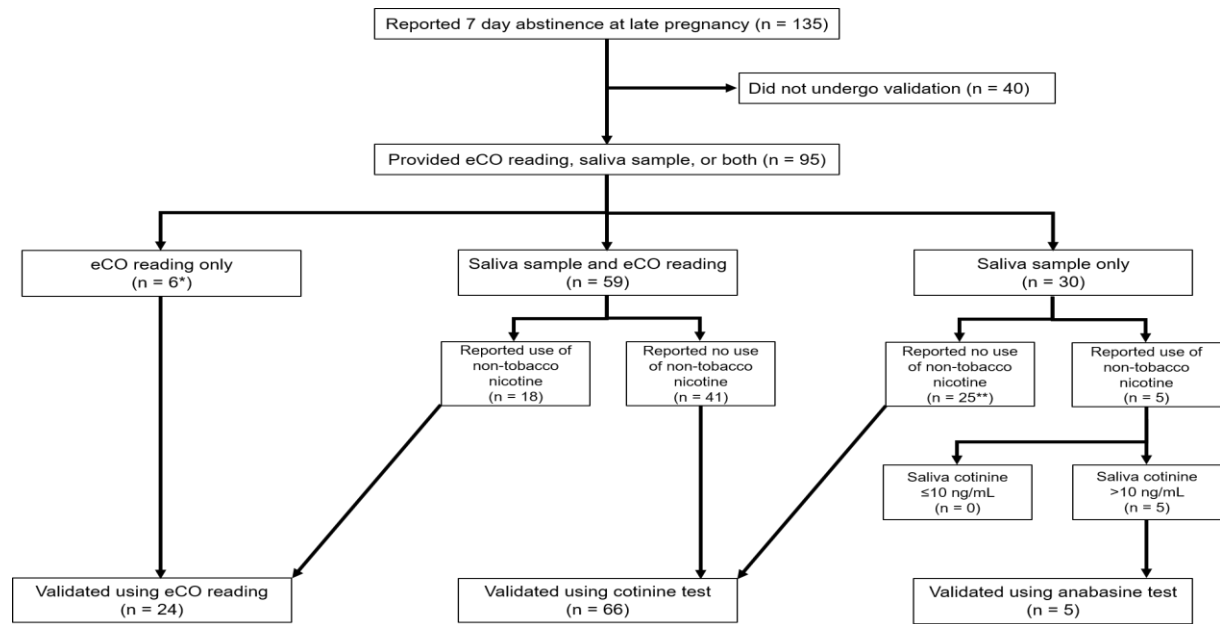 Reported 7 day abstinence at late pregnancy (n = 135)
Did not undergo validation (n = 40)
Provided eCO reading, saliva sample, or both (n = 95)
eCO reading only
(n = 6*)
Saliva sample and eCO reading
(n = 59)
Saliva sample only
(n = 30)
Reported use of
non-tobacco
nicotine
(n = 18)
Reported no use
of non-tobacco
nicotine
(n = 41)
Reported no use
of non-tobacco
nicotine
(n = 25**)
Reported use of
non-tobacco
nicotine
(n = 5)
Saliva cotinine
≤10 ng/mL
(n = 0)
Saliva cotinine
>10 ng/mL
(n = 5)
Validated using eCO reading
(n = 24)
Validated using cotinine test
(n = 66)
Validated using anabasine test
(n = 5)